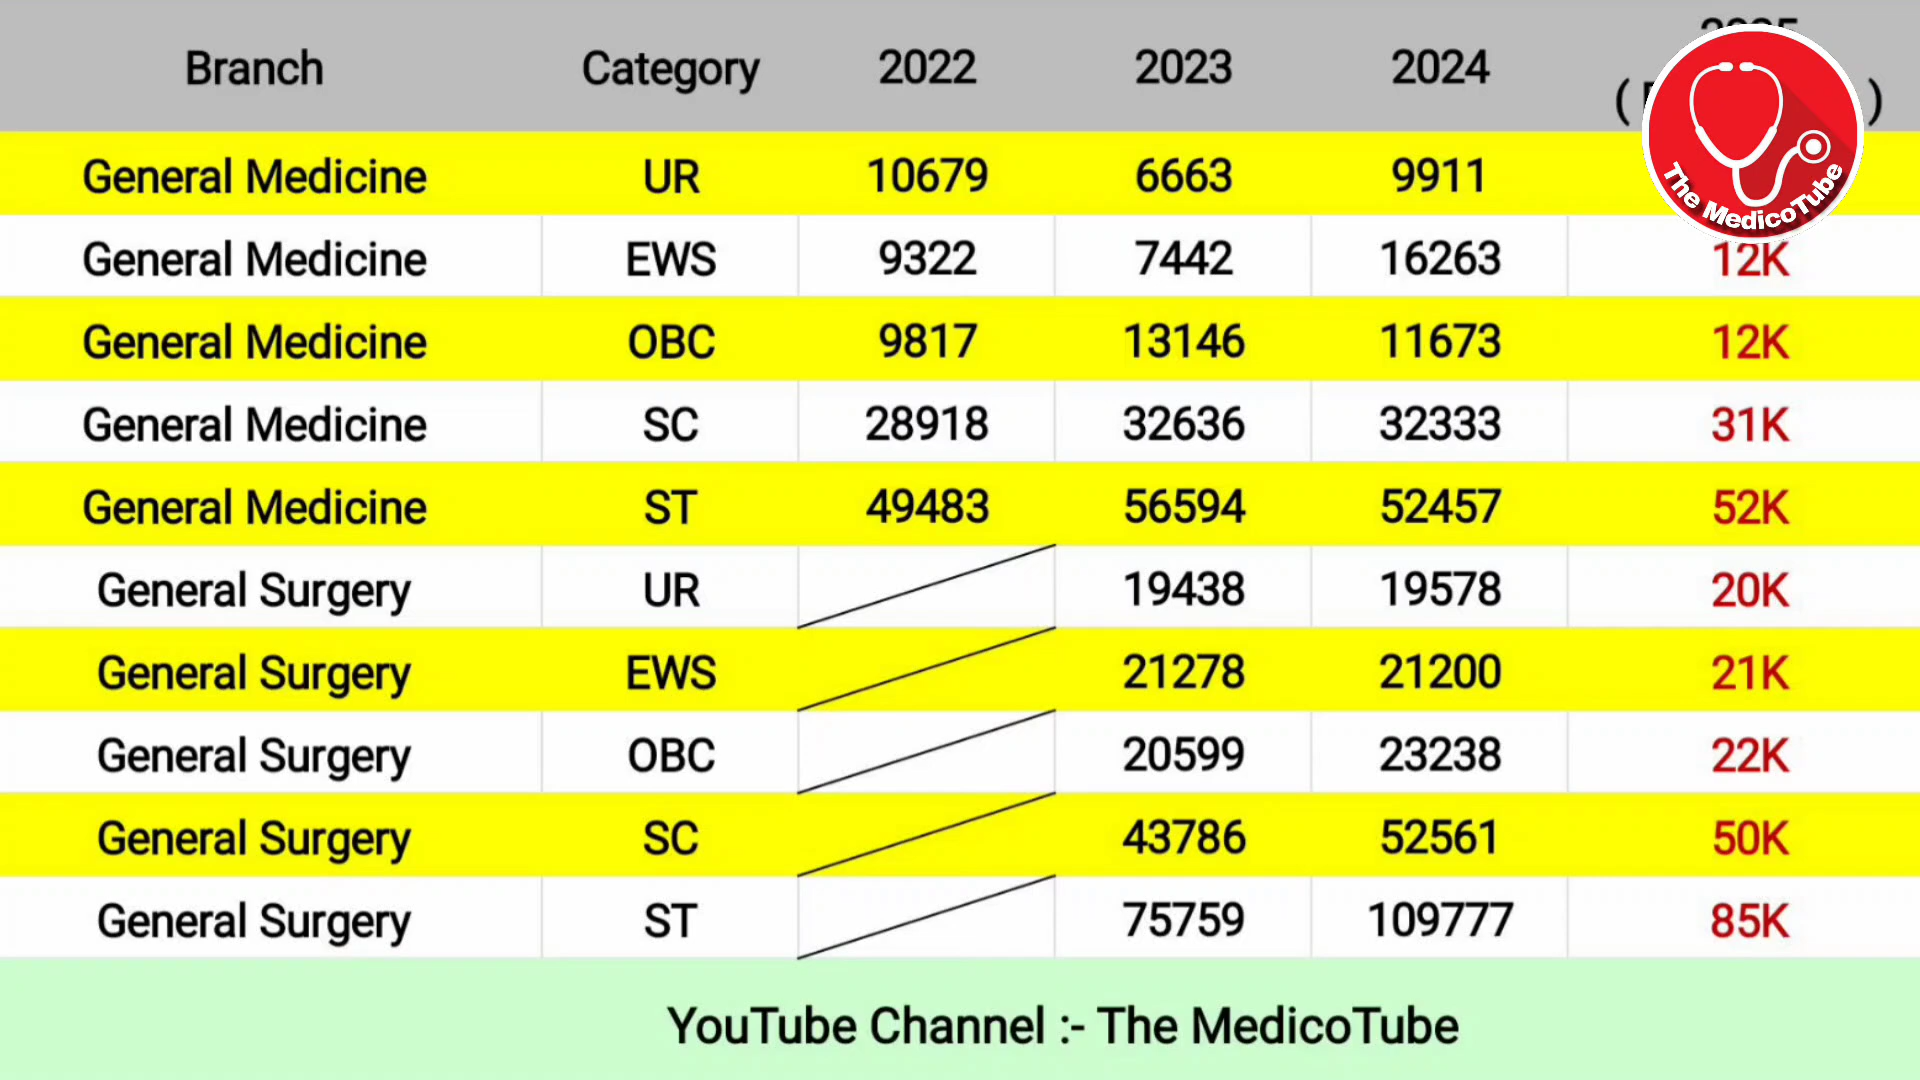 Branch Category 2022 2023 2024
( )
General Medicine UR 10679 6663 9911
General Medicine EWS 9322 7442 16263 12K
General Medicine OBC 9817 13146 11673 12K
General Medicine SC 28918 32636 32333 31K
General Medicine ST 49483 56594 52457 52K
General Surgery UR 19438 19578 20K
General Surgery EWS 21278 21200 21K
General Surgery OBC 20599 23238 22K
General Surgery SC 43786 52561 50K
General Surgery ST 75759 109777 85K
YouTube Channel :- The MedicoTube
The MedicoTube